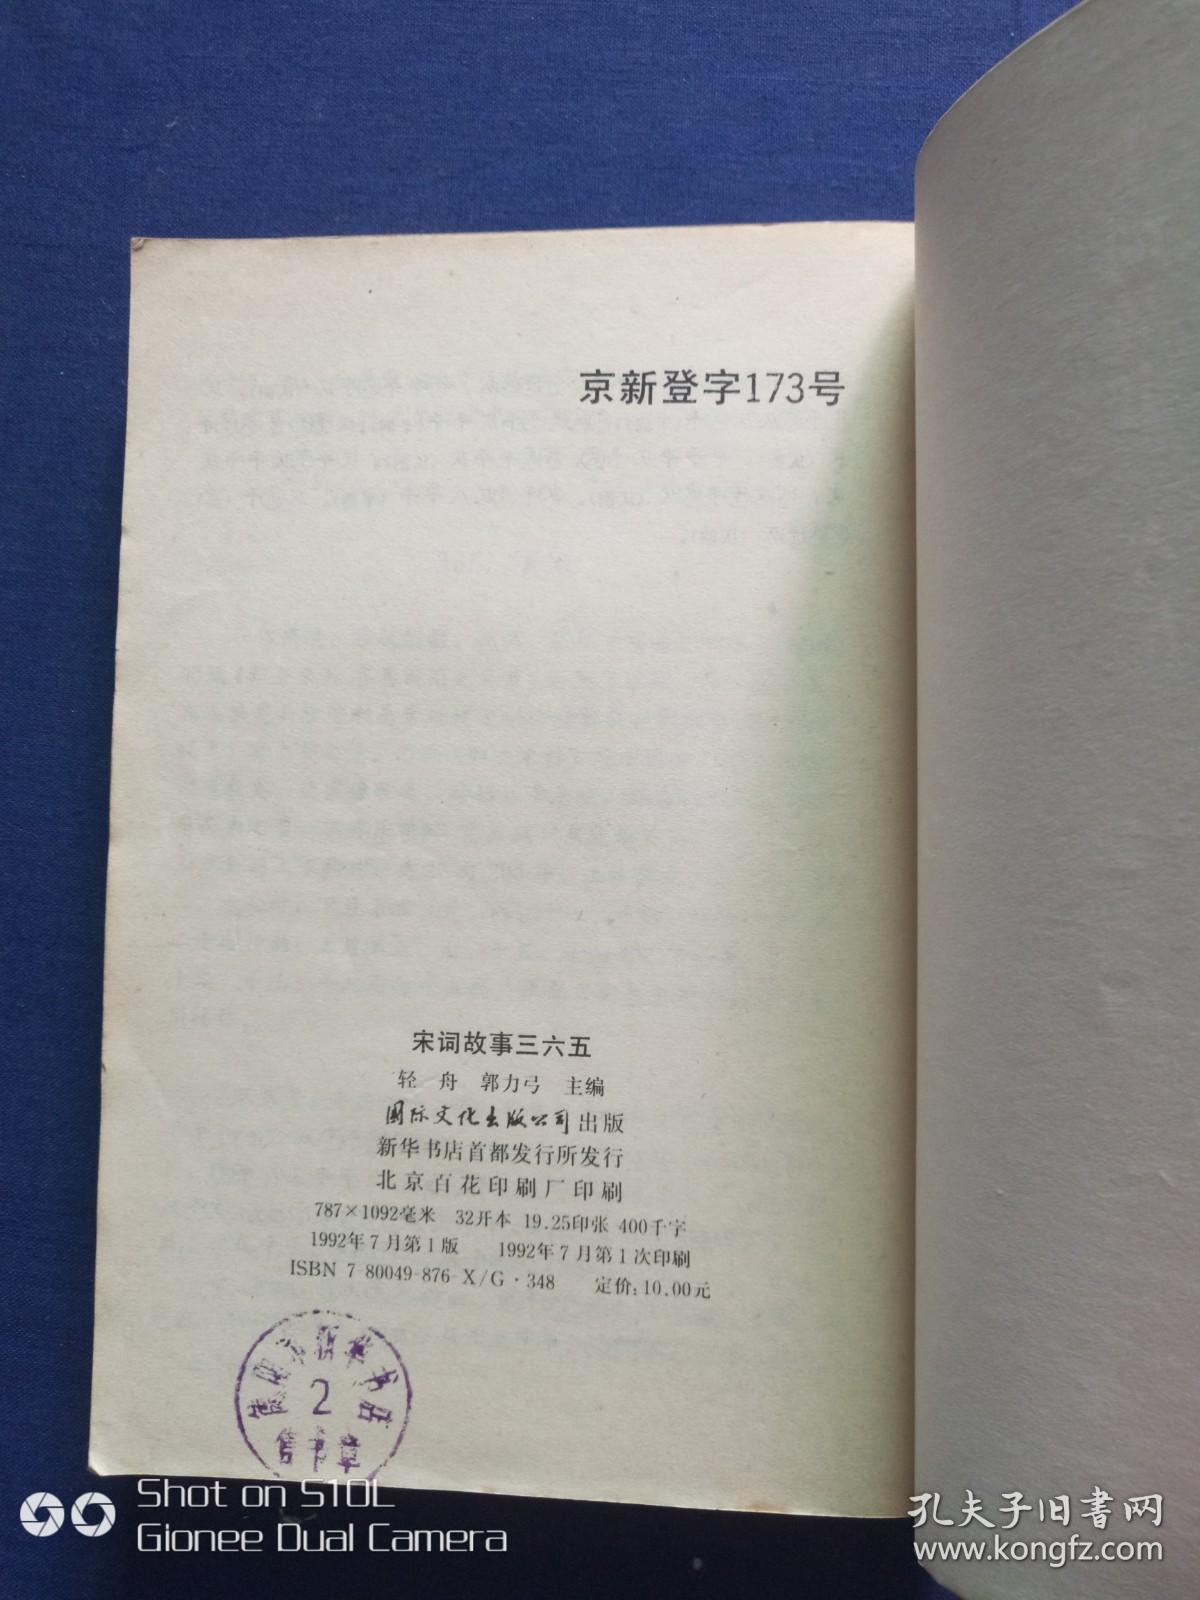 京新登字173号
宋词故事三六五
轻 舟 郭力弓 主编
国际文化出版公司出版
新华书店首都发行所发行
北京百花印刷厂印刷
787×1092毫米 32开本 19.25印张 400千字
1992年7月第1版 1992年7月第1次印刷
ISBN 7-80049-876-X/G·348 定价:10.00元
2
售书章
Shot on S10L
Gionee Dual Camera
孔夫子旧书网
www.kongfz.com